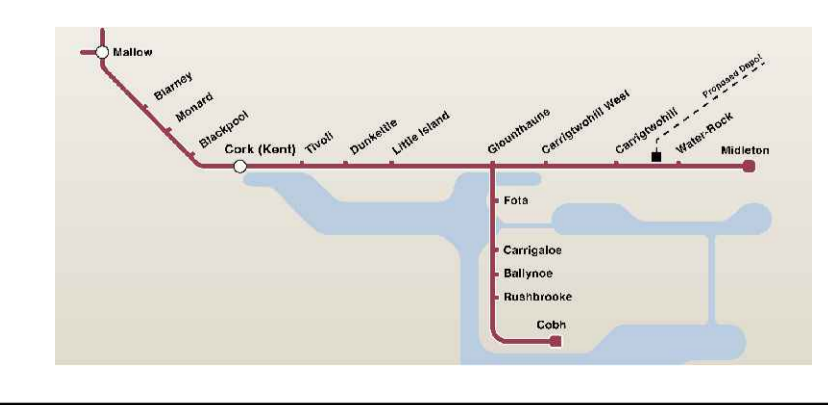 Mallow
Blarney
Monard
Blackpool
Cork (Kent)
Tivoli
Dunkettle
Little Island
Glounthaune
Carrigtwohill West
Carrigtwohill
Proposed Depot
Water-Rock
Midleton
Fota
Carrigaloe
Ballynoe
Rushbrooke
Cobh